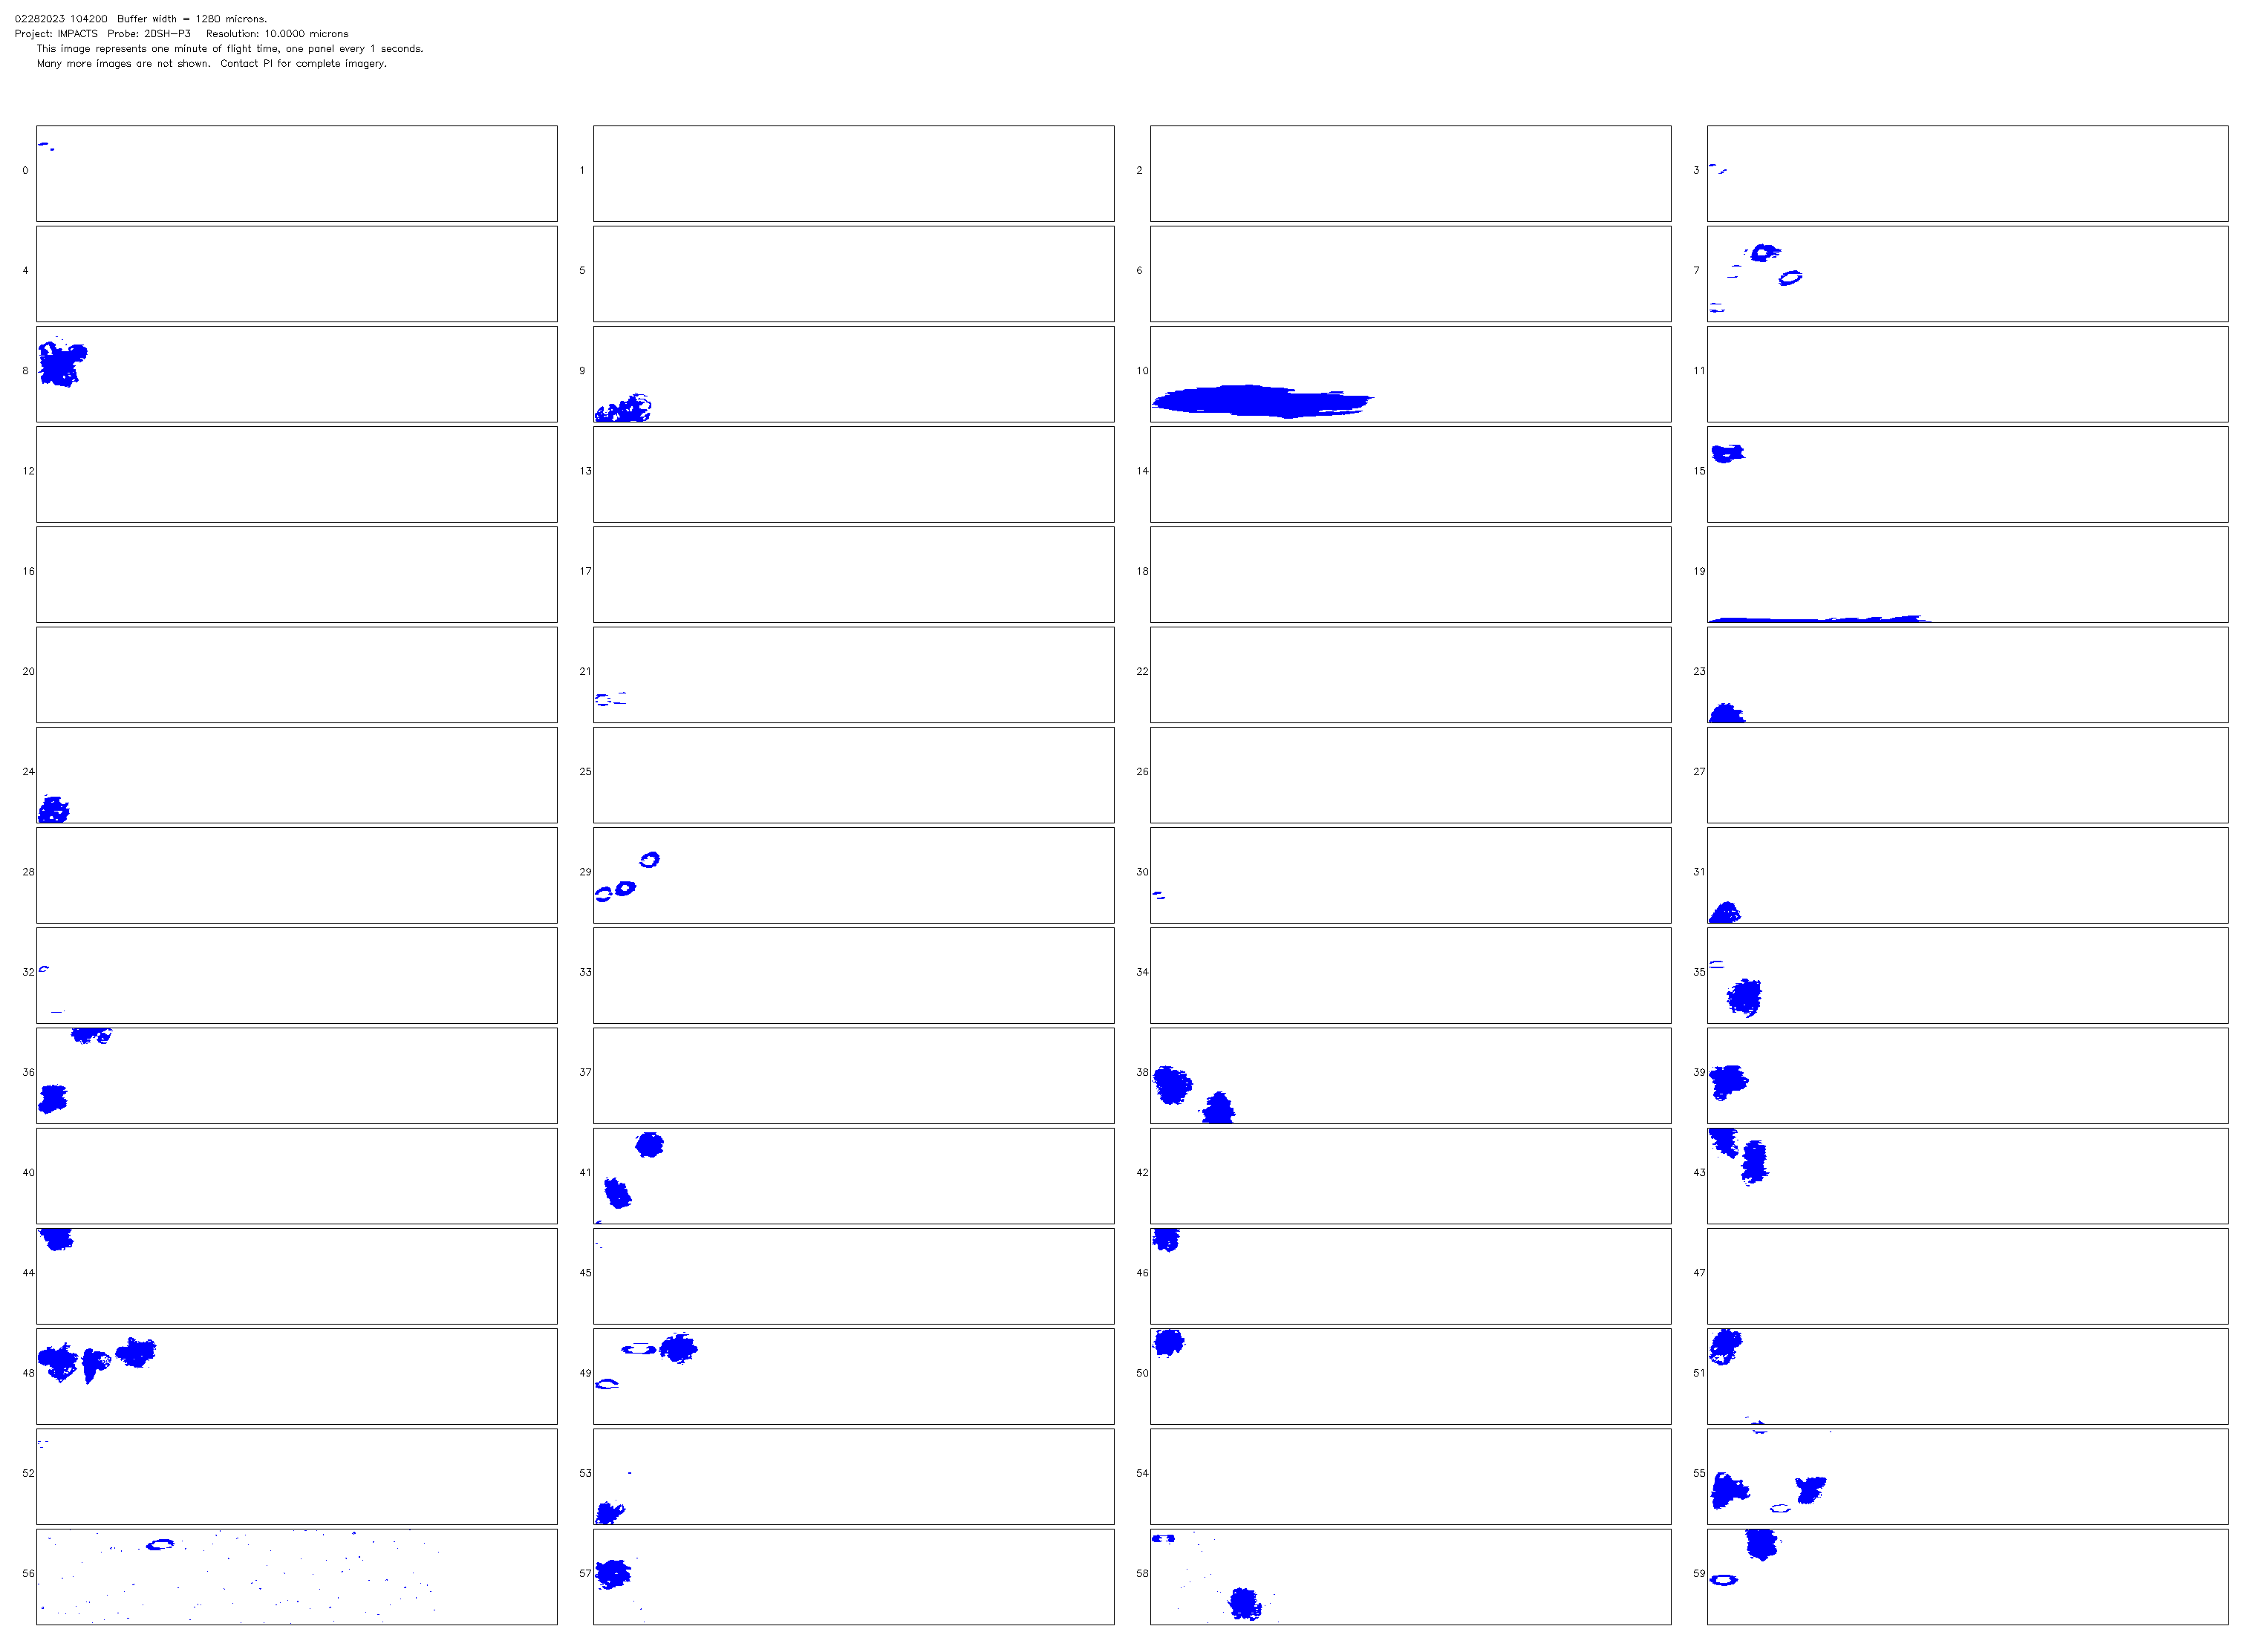 02282023 104200  Buffer width = 1280 microns.
Project: IMPACTS  Probe: 2DSH-P3   Resolution: 10.0000 microns
This image represents one minute of flight time, one panel every 1 seconds.
Many more images are not shown.  Contact PI for complete imagery.
0 1 2 3
4 5 6 7
8 9 10 11
12 13 14 15
16 17 18 19
20 21 22 23
24 25 26 27
28 29 30 31
32 33 34 35
36 37 38 39
40 41 42 43
44 45 46 47
48 49 50 51
52 53 54 55
56 57 58 59